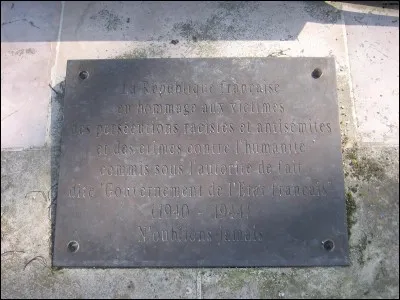 La République française
en hommage aux victimes
des persécutions racistes et antisémites
et des crimes contre l'humanité
commis sous l'autorité de fait
dite "Gouvernement de l'Etat français"
(1940 - 1944)
N'oublions jamais